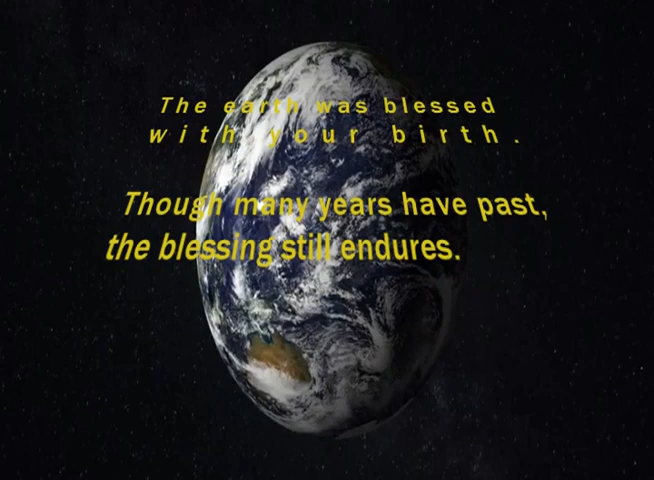 The earth was blessed
with your birth.
Though many years have past,
the blessing still endures.